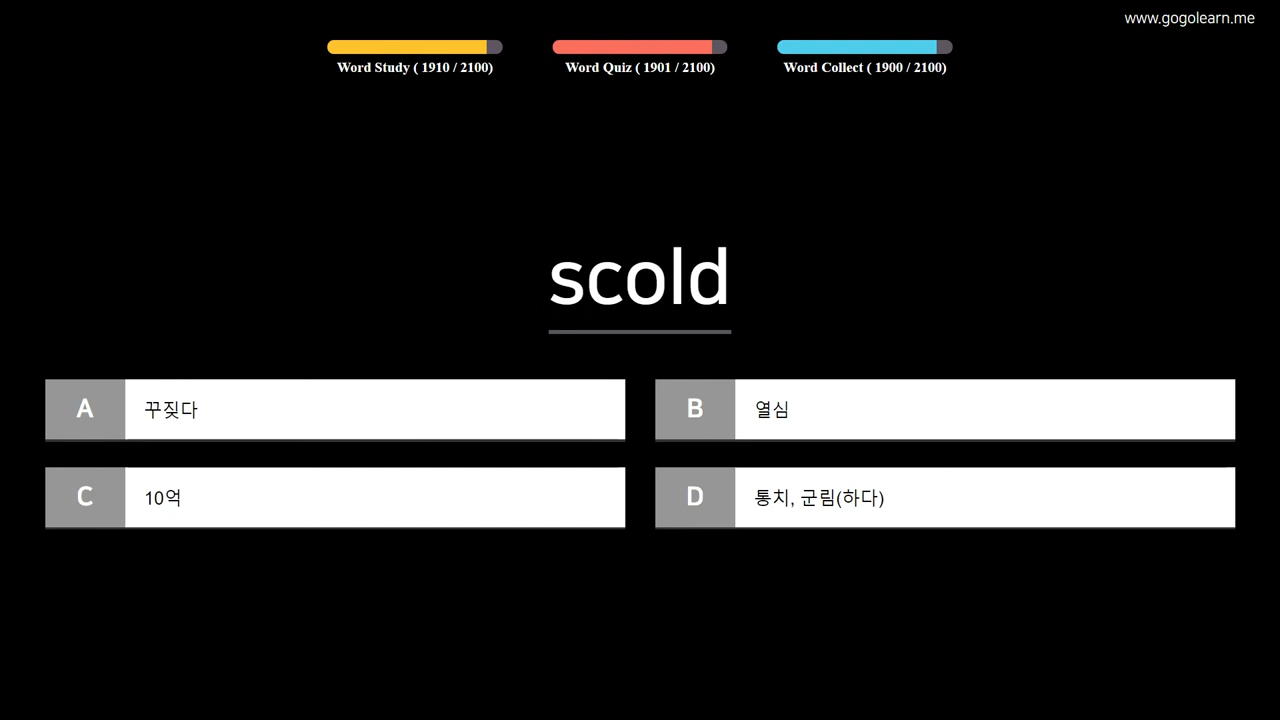 www.gogolearn.me
Word Study ( 1910 / 2100)
Word Quiz ( 1901 / 2100)
Word Collect ( 1900 / 2100)
scold
A 꾸짖다
B 열심
C 10억
D 통치, 군림(하다)